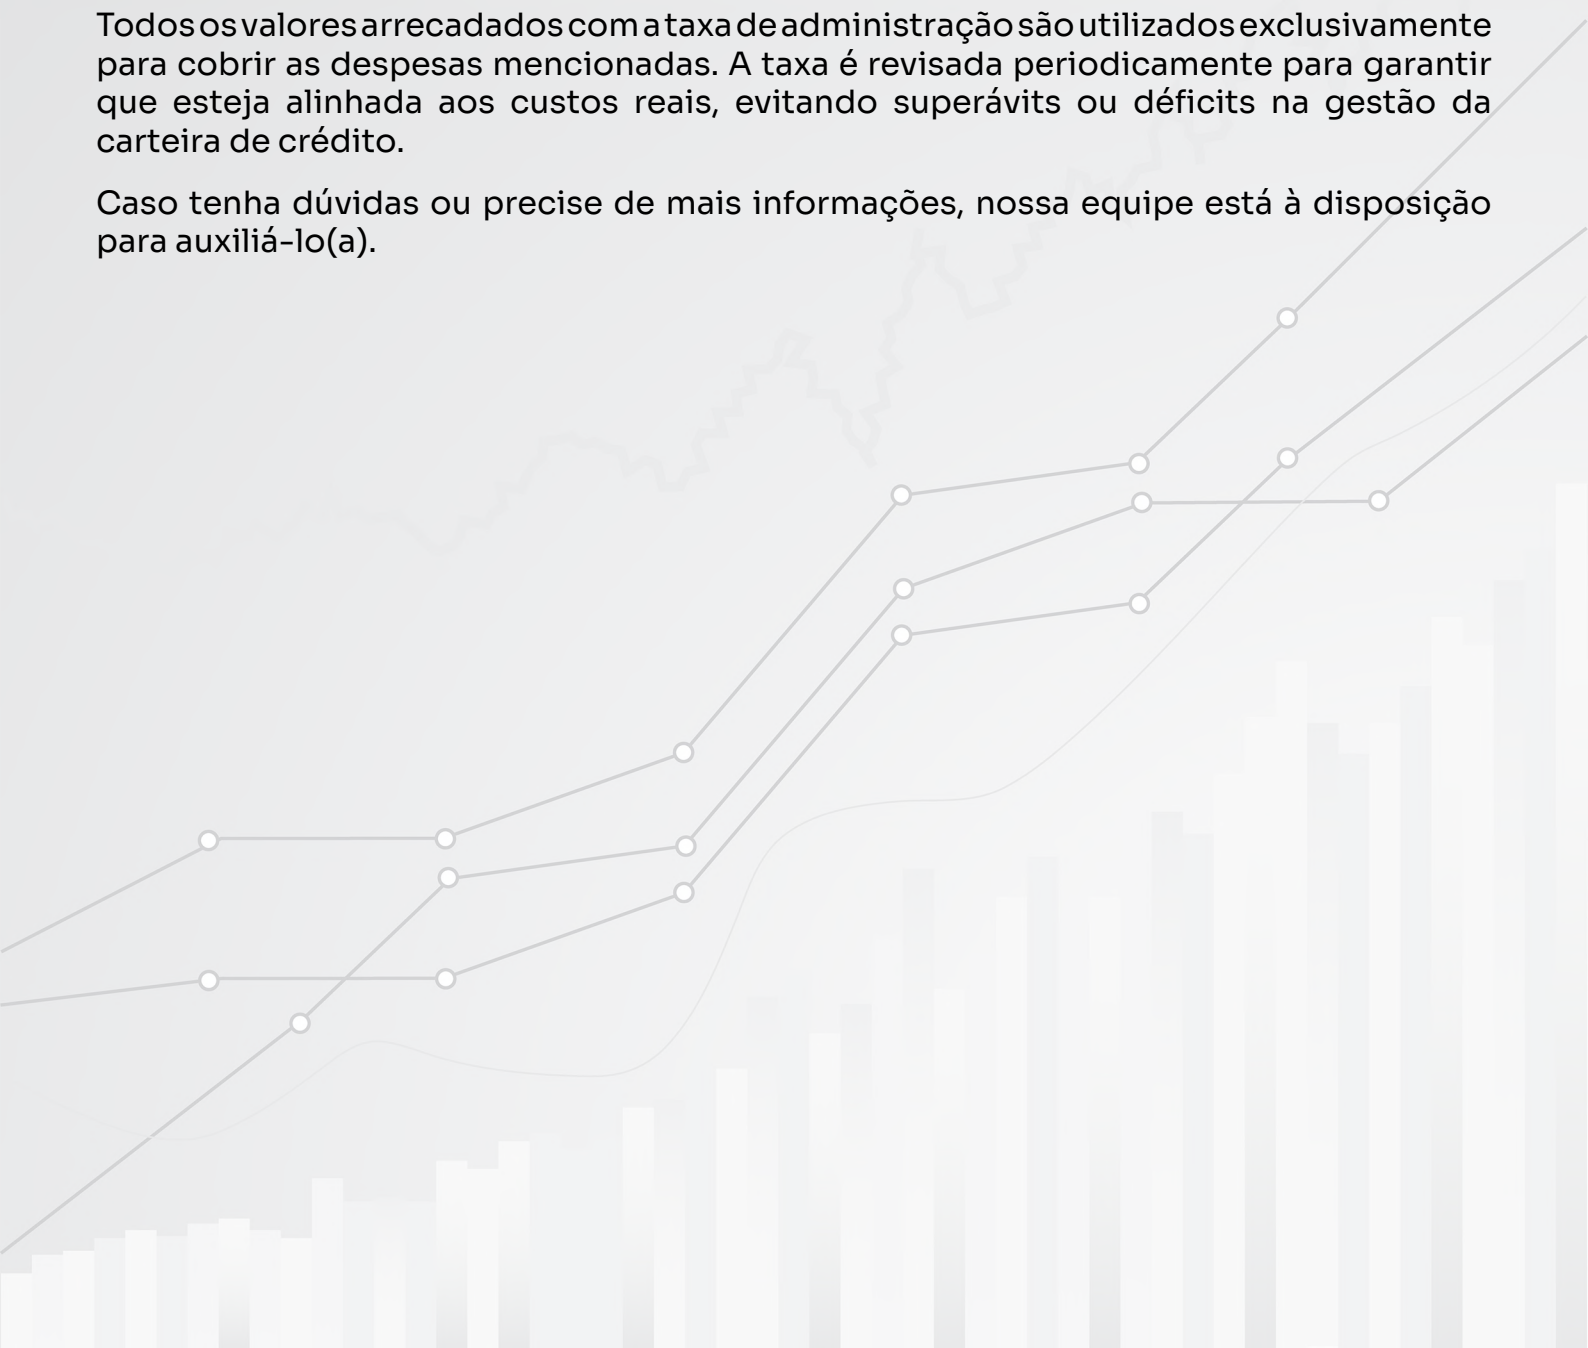 Todos os valores arrecadados com a taxa de administração são utilizados exclusivamente
para cobrir as despesas mencionadas. A taxa é revisada periodicamente para garantir
que esteja alinhada aos custos reais, evitando superávits ou déficits na gestão da
carteira de crédito.
Caso tenha dúvidas ou precise de mais informações, nossa equipe está à disposição
para auxiliá-lo(a).